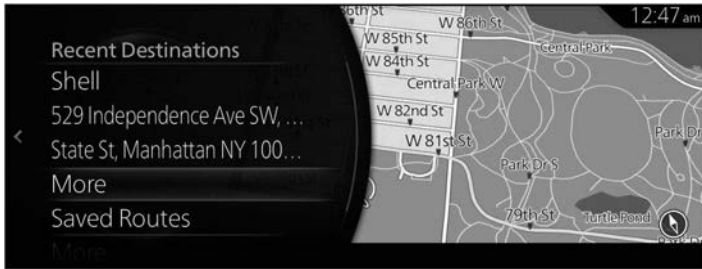 12:47 am
Recent Destinations
Shell
529 Independence Ave SW, ...
State St, Manhattan NY 100...
More
Saved Routes
More
W 86th St
W 85th St
W 84th St
Central Park
Central Park W
W 82nd St
W 81st St
Park Dr
Park Dr S
79th St
Turtle Pond